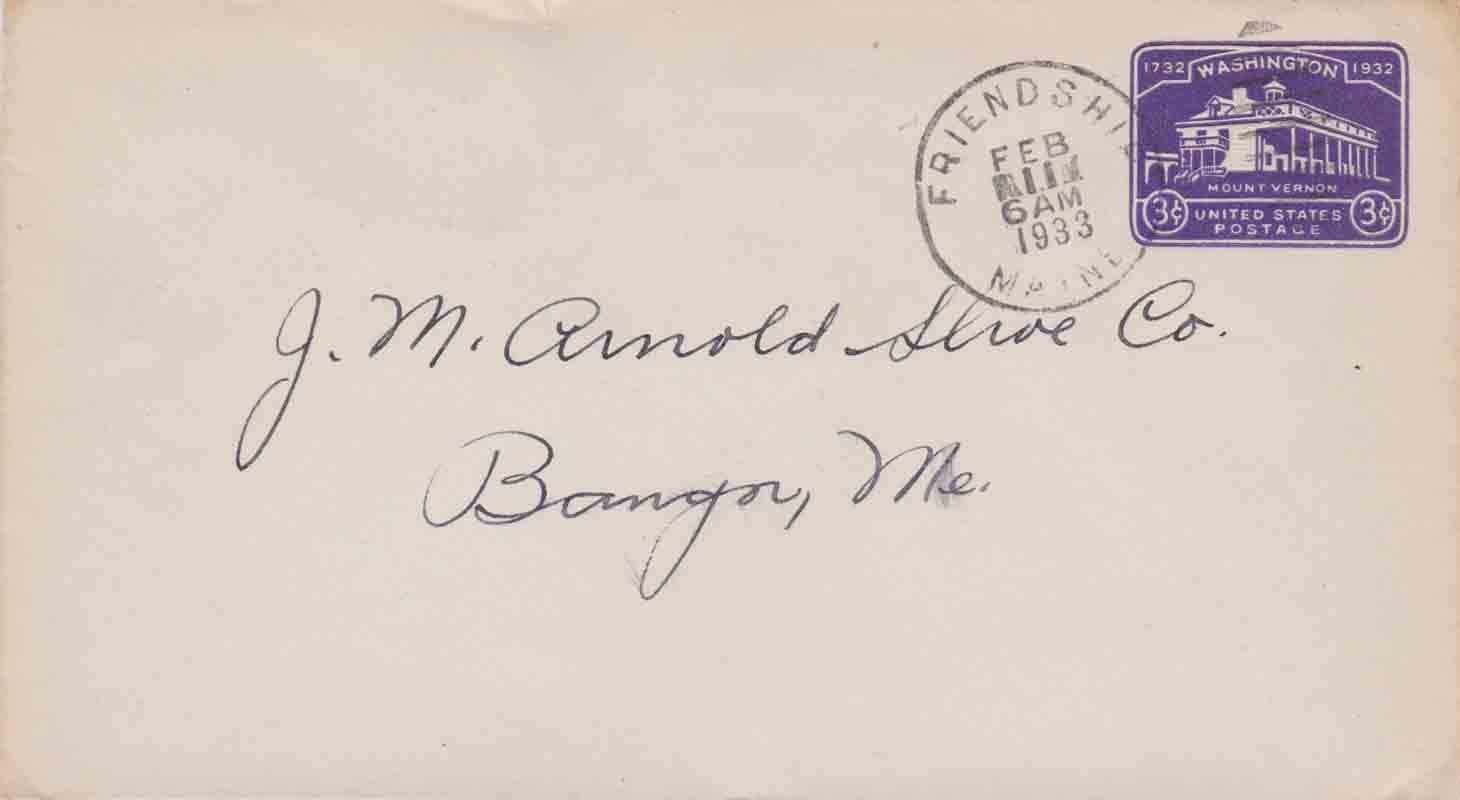 1732 WASHINGTON 1932
MOUNT VERNON
3¢ UNITED STATES 3¢
POSTAGE
FRIENDSHIP
FEB
6AM
1933
MAINE
J. M. Arnold Shoe Co.
Bangor, Me.